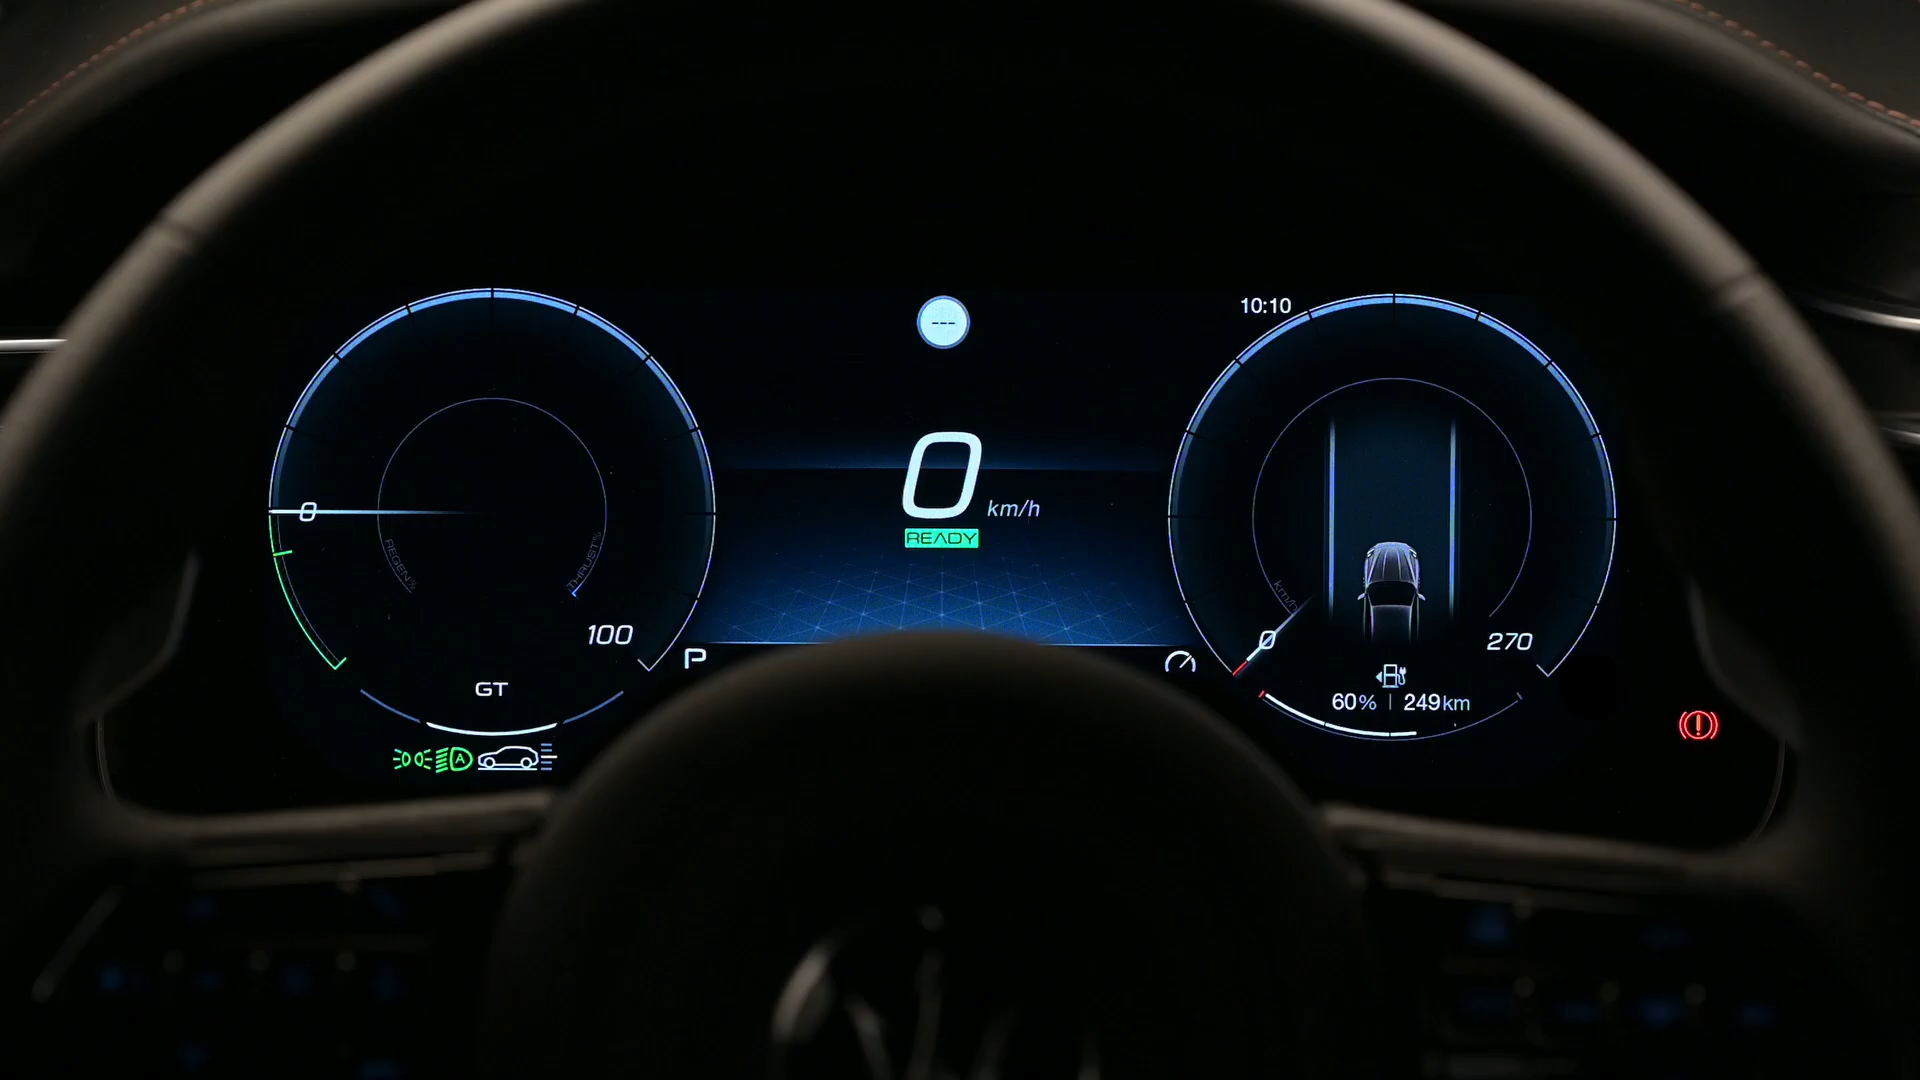 ---
10:10
0
km/h
READY
0
REGEN%
THRUST%
100
GT
P
km/h
0
270
60% | 249km
A